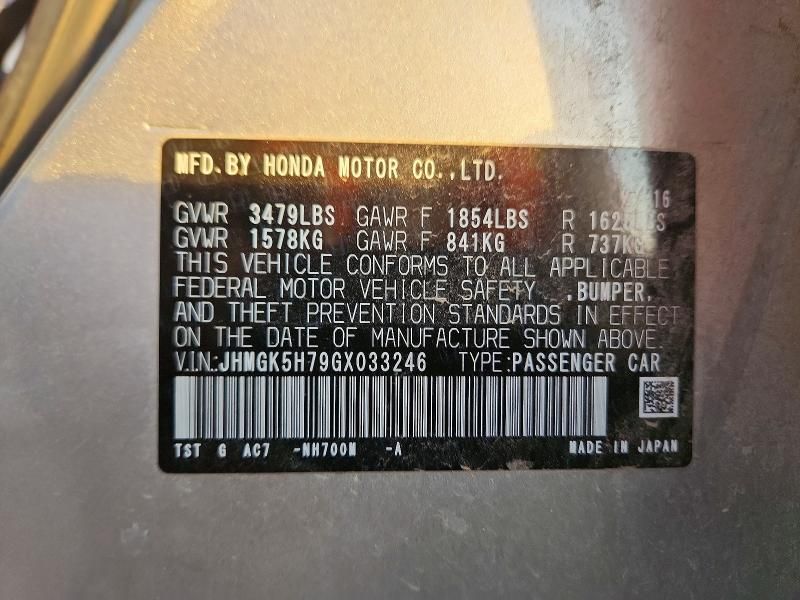 MFD. BY HONDA MOTOR CO., LTD.
16
GVWR 3479LBS GAWR F 1854LBS R
GVWR 1578KG GAWR F 841KG R 737KG
THIS VEHICLE CONFORMS TO ALL APPLICABLE
FEDERAL MOTOR VEHICLE SAFETY , BUMPER,
AND THEFT PREVENTION STANDARDS IN EFFECT
ON THE DATE OF MANUFACTURE SHOWN ABOVE.
V.I.N.:JHMGK5H79GX033246 TYPE:PASSENGER CAR
TST G AC7 -NH700M -A MADE IN JAPAN